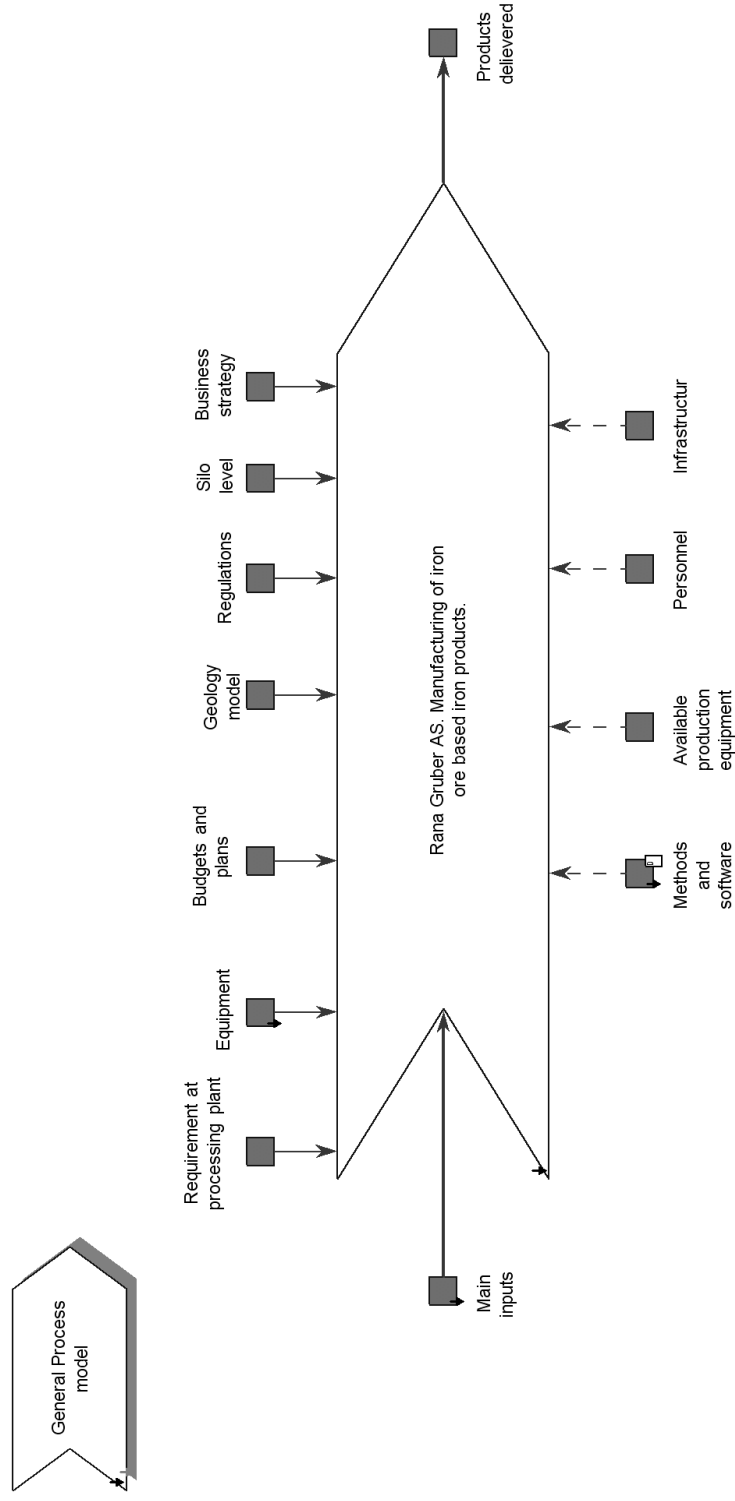 General Process
model
Requirement at
processing plant
Equipment
Budgets and
plans
Geology
model
Regulations
Silo
level
Business
strategy
Main
inputs
Rana Gruber AS. Manufacturing of iron
ore based iron products.
Products
delievered
Methods
and
software
Available
production
equipment
Personnel
Infrastructur